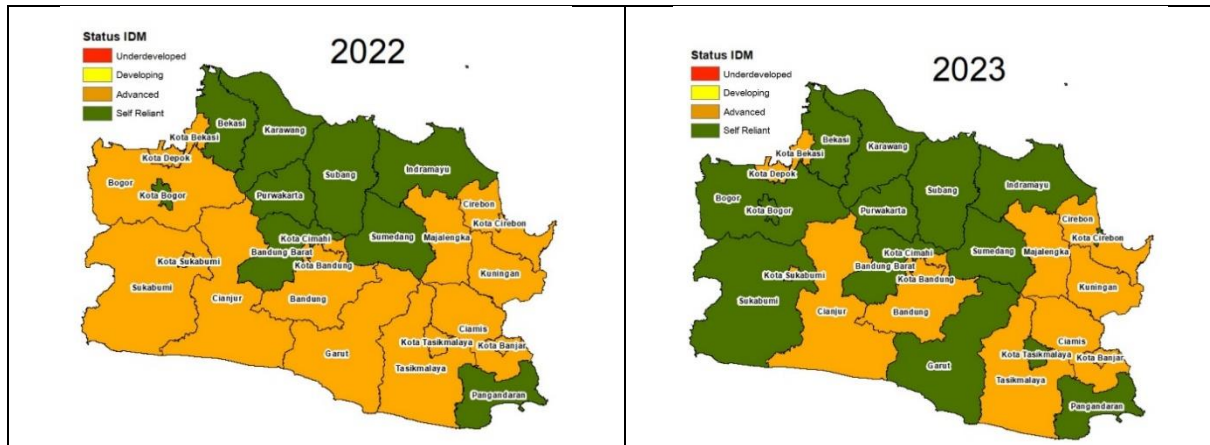 Status IDM
Underdeveloped
Developing
Advanced
Self Reliant
2022
Bekasi
Kota Bekasi
Karawang
Kota Depok
Indramayu
Subang
Bogor
Kota Bogor
Purwakarta
Cirebon
Kota Cirebon
Kota Cimahi
Sumedang
Majalengka
Bandung Barat
Kota Sukabumi
Kota Bandung
Kuningan
Sukabumi
Cianjur
Bandung
Ciamis
Kota Tasikmalaya
Kota Banjar
Garut
Tasikmalaya
Pangandaran
Status IDM
Underdeveloped
Developing
Advanced
Self Reliant
2023
Bekasi
Karawang
Kota Bekasi
Kota Depok
Indramayu
Bogor
Subang
Kota Bogor
Purwakarta
Cirebon
Kota Cirebon
Kota Cimahi
Sumedang
Majalengka
Bandung Barat
Kota Sukabumi
Kota Bandung
Kuningan
Sukabumi
Cianjur
Bandung
Ciamis
Kota Tasikmalaya
Kota Banjar
Garut
Tasikmalaya
Pangandaran